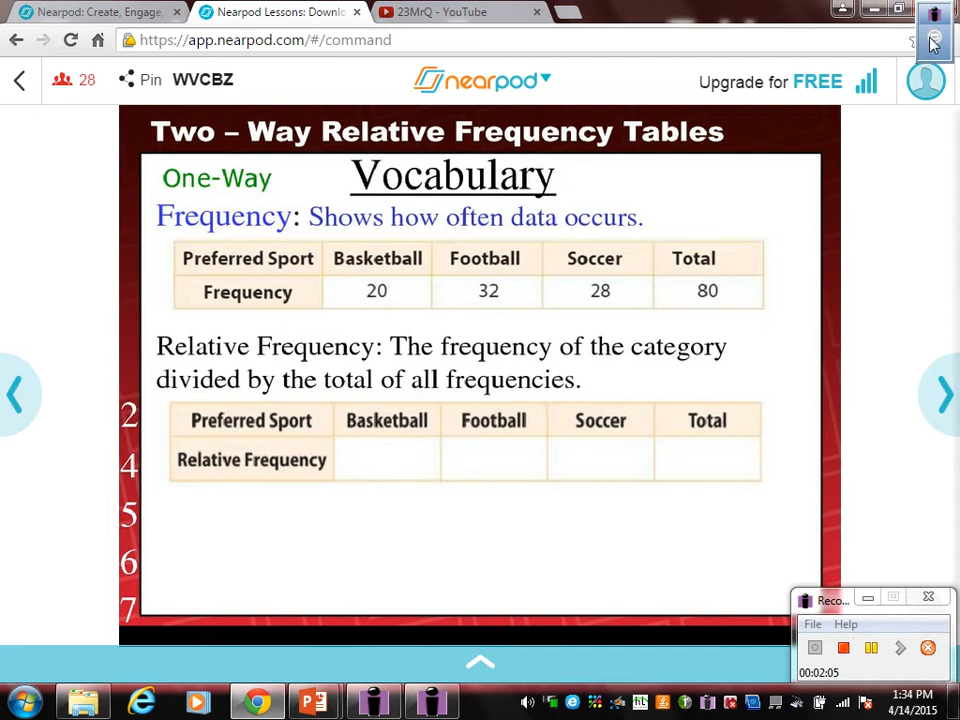 Nearpod: Create, Engage,
Nearpod Lessons: Downlo
23MrQ - YouTube
https://app.nearpod.com/#/command
28
Pin
WVCBZ
nearpod
Upgrade for FREE
Two – Way Relative Frequency Tables
One-Way
Vocabulary
Frequency: Shows how often data occurs.
Preferred Sport Basketball Football Soccer Total
Frequency 20 32 28 80
Relative Frequency: The frequency of the category
divided by the total of all frequencies.
2
Preferred Sport Basketball Football Soccer Total
4
Relative Frequency
5
6
7
Reco...
File Help
00:02:05
1:34 PM
4/14/2015